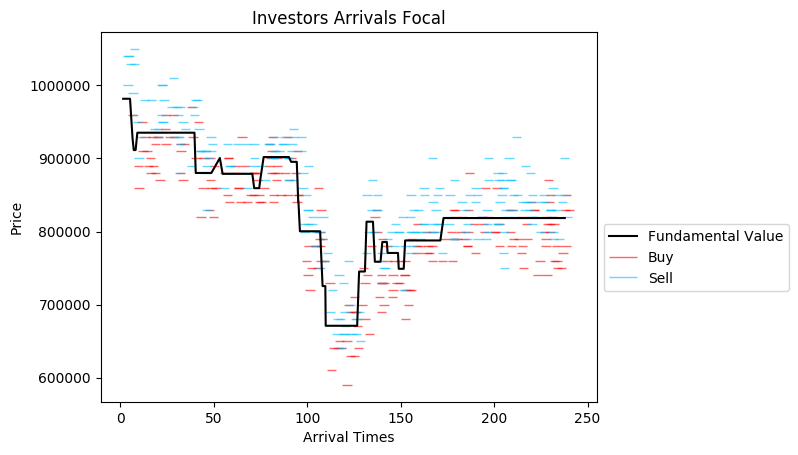 Investors Arrivals Focal
Price
1000000
900000
800000
700000
600000
0
50
100
150
200
250
Arrival Times
Fundamental Value
Buy
Sell